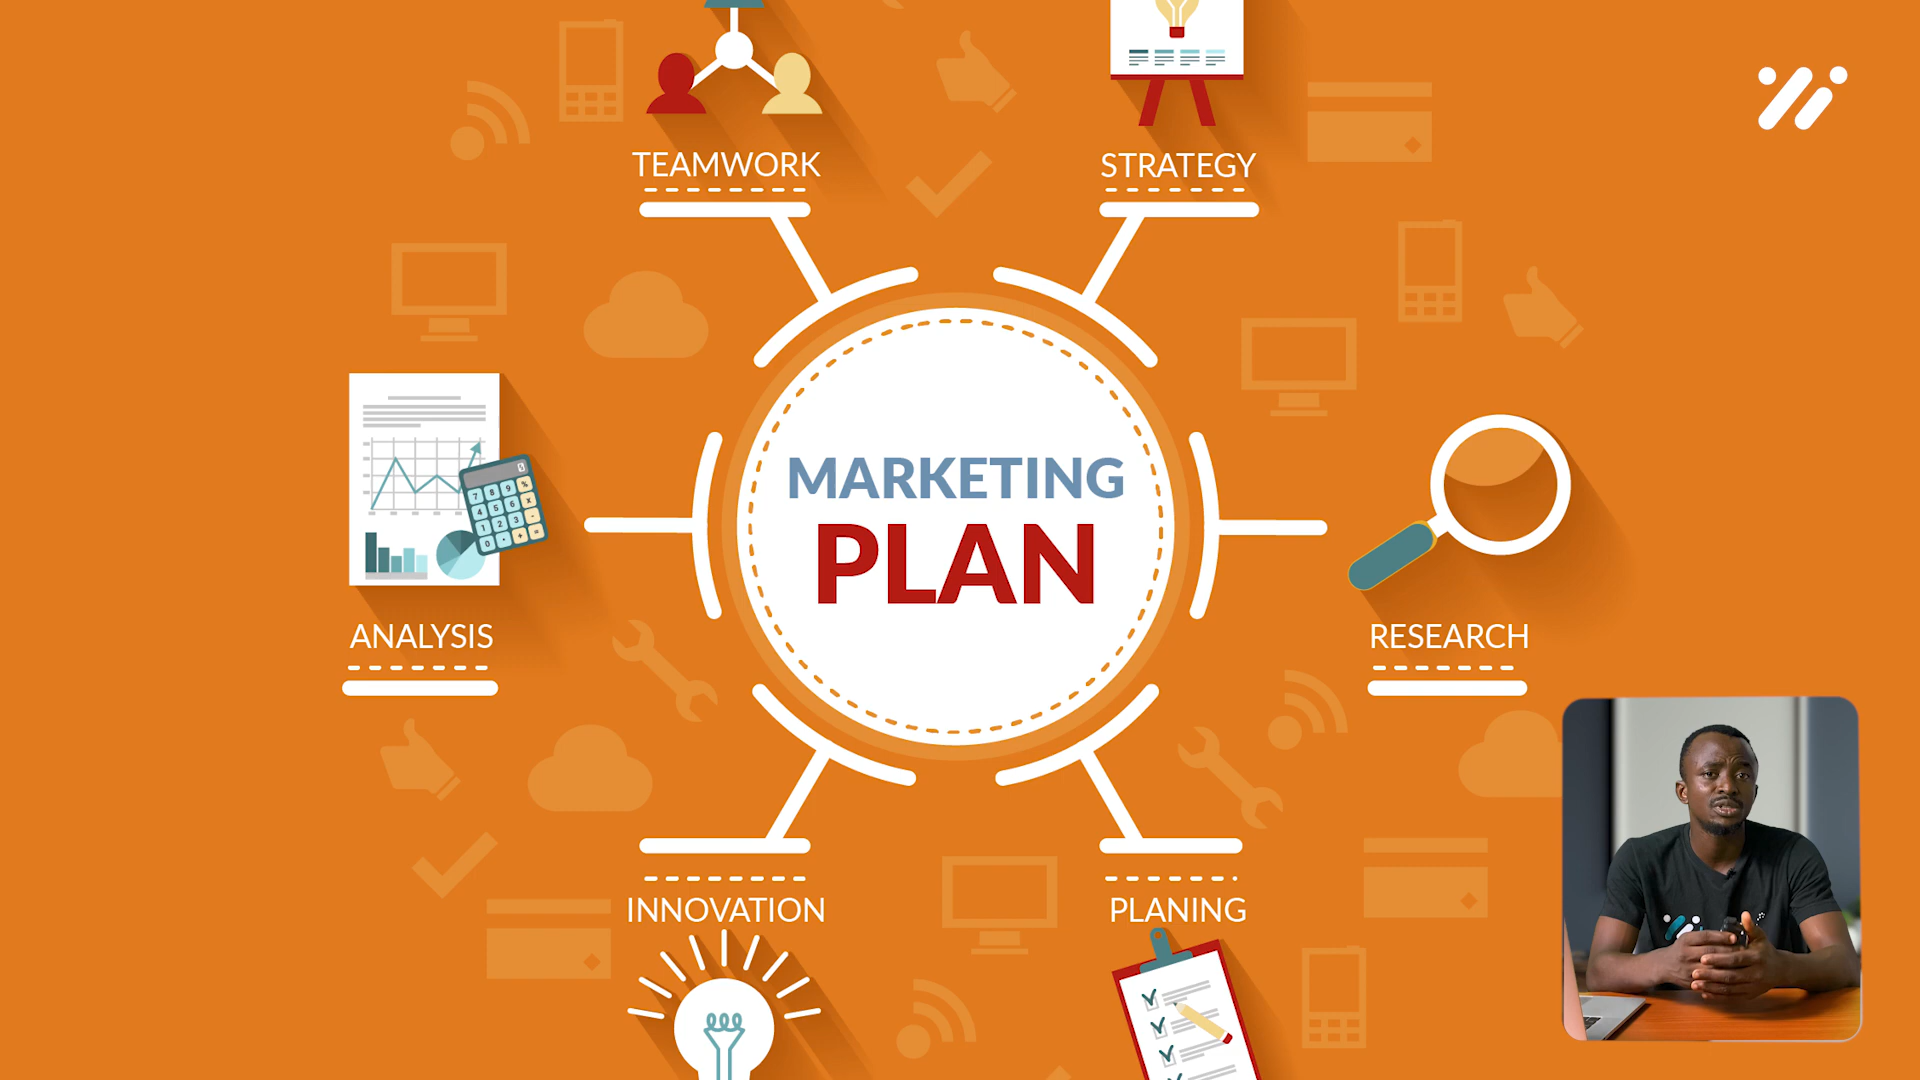 TEAMWORK
STRATEGY
MARKETING
PLAN
ANALYSIS
RESEARCH
INNOVATION
PLANING